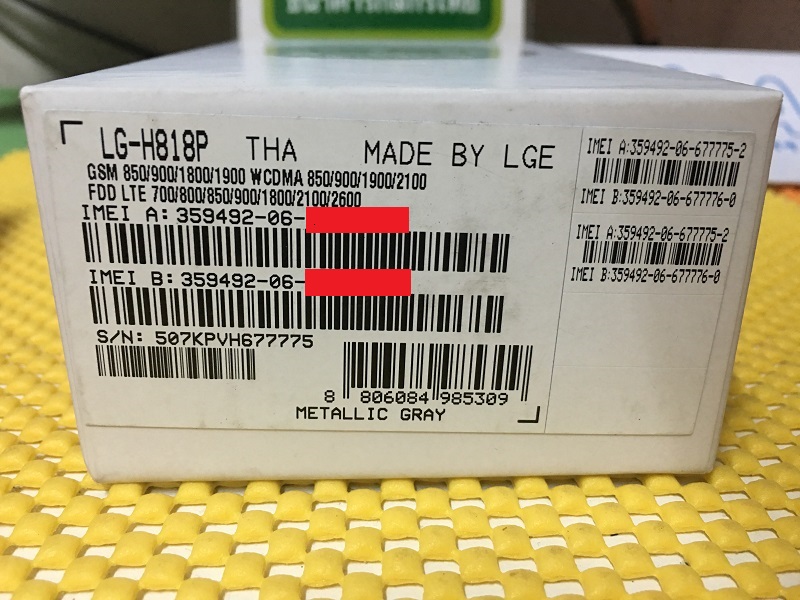 LG-H818P THA MADE BY LGE
GSM 850/900/1800/1900 WCDMA 850/900/1900/2100
FDD LTE 700/800/850/900/1800/2100/2600
IMEI A: 359492-06-
IMEI B: 359492-06-
S/N: 507KPVH677775
8 806084 985309
METALLIC GRAY
IMEI A:359492-06-677775-2
IMEI B:359492-06-677776-0
IMEI A:359492-06-677775-2
IMEI B:359492-06-677776-0